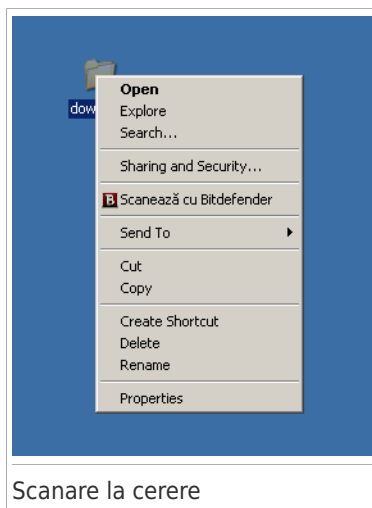 dow
Open
Explore
Search...
Sharing and Security...
Scanează cu Bitdefender
Send To
Cut
Copy
Create Shortcut
Delete
Rename
Properties
Scanare la cerere